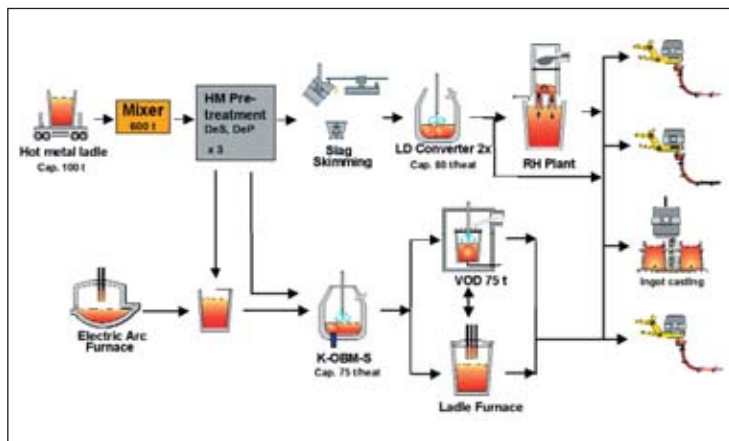 Hot metal ladle
Cap. 100 t
Mixer
600 t
HM Pre-
treatment
DeS, DeP
x 3
Slag
Skimming
LD Converter 2x
Cap. 80 t/heat
RH Plant
Ingot casting
Electric Arc
Furnace
K-OBM-S
Cap. 75 t/heat
VOD 75 t
Ladle Furnace